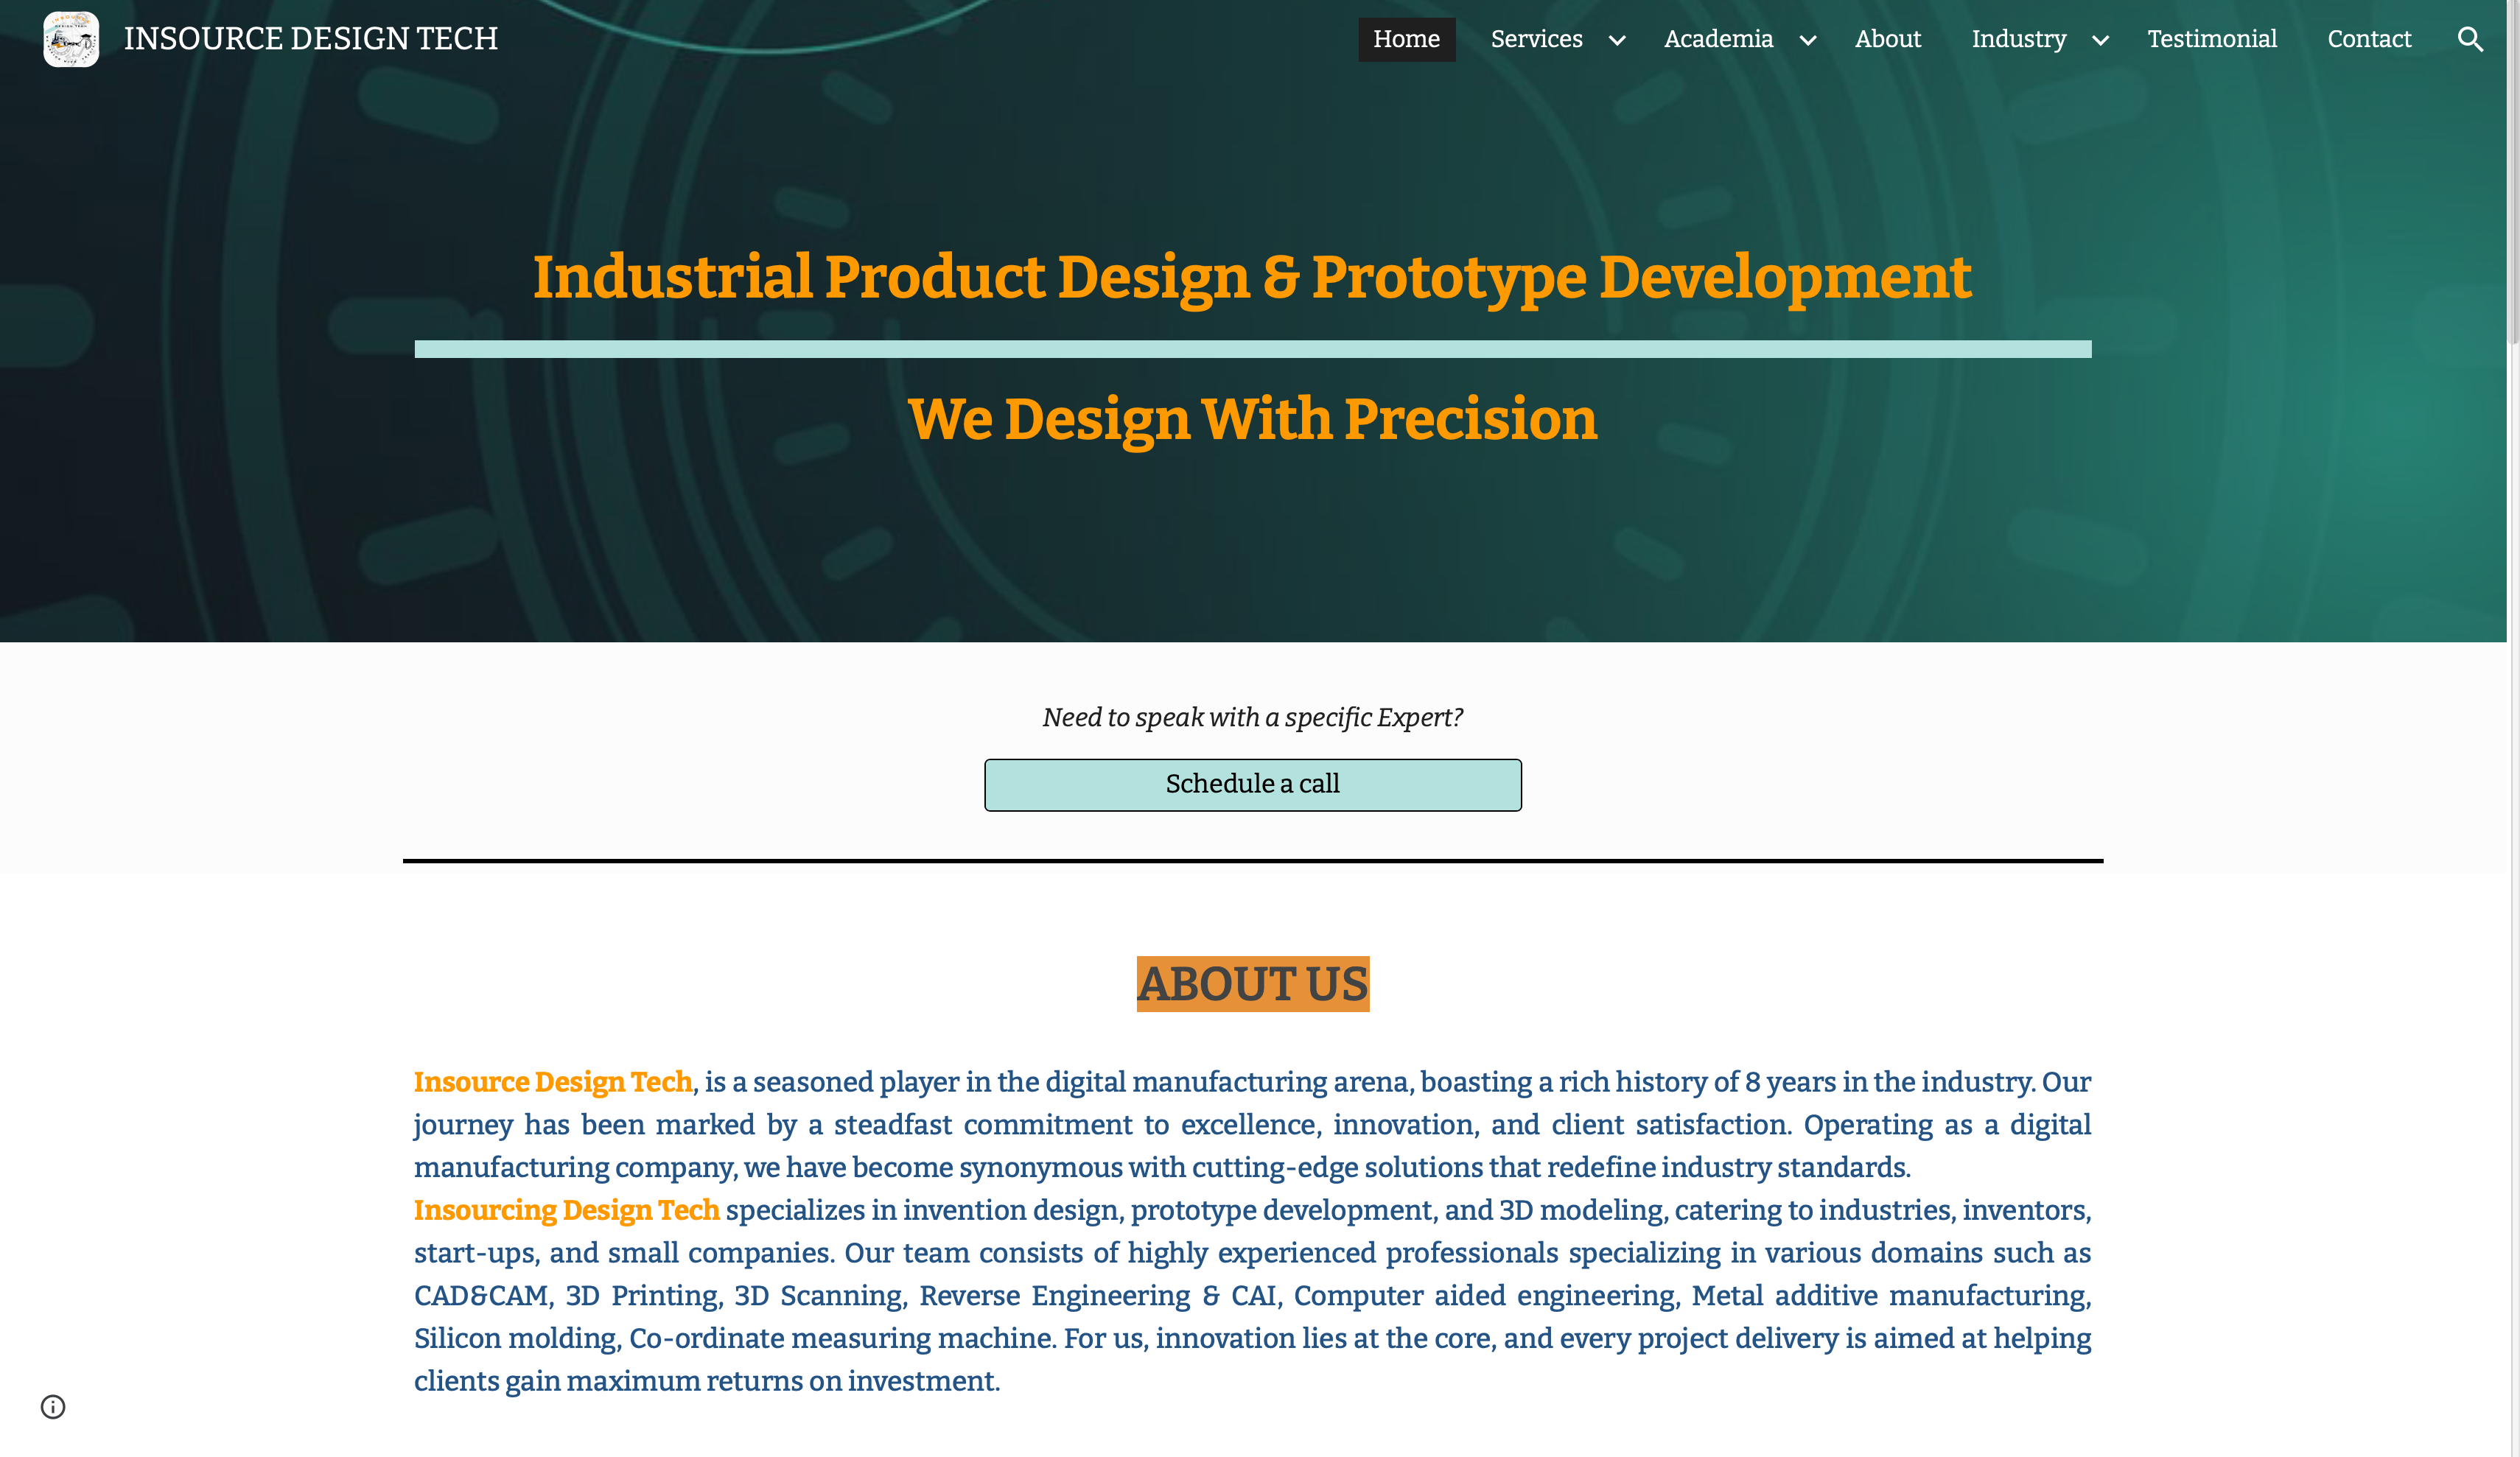 INSOURCE DESIGN TECH
Home Services Academia About Industry Testimonial Contact
Industrial Product Design & Prototype Development
We Design With Precision
Need to speak with a specific Expert?
Schedule a call
ABOUT US
Insource Design Tech, is a seasoned player in the digital manufacturing arena, boasting a rich history of 8 years in the industry. Our
journey has been marked by a steadfast commitment to excellence, innovation, and client satisfaction. Operating as a digital
manufacturing company, we have become synonymous with cutting-edge solutions that redefine industry standards.
Insourcing Design Tech specializes in invention design, prototype development, and 3D modeling, catering to industries, inventors,
start-ups, and small companies. Our team consists of highly experienced professionals specializing in various domains such as
CAD&CAM, 3D Printing, 3D Scanning, Reverse Engineering & CAI, Computer aided engineering, Metal additive manufacturing,
Silicon molding, Co-ordinate measuring machine. For us, innovation lies at the core, and every project delivery is aimed at helping
clients gain maximum returns on investment.